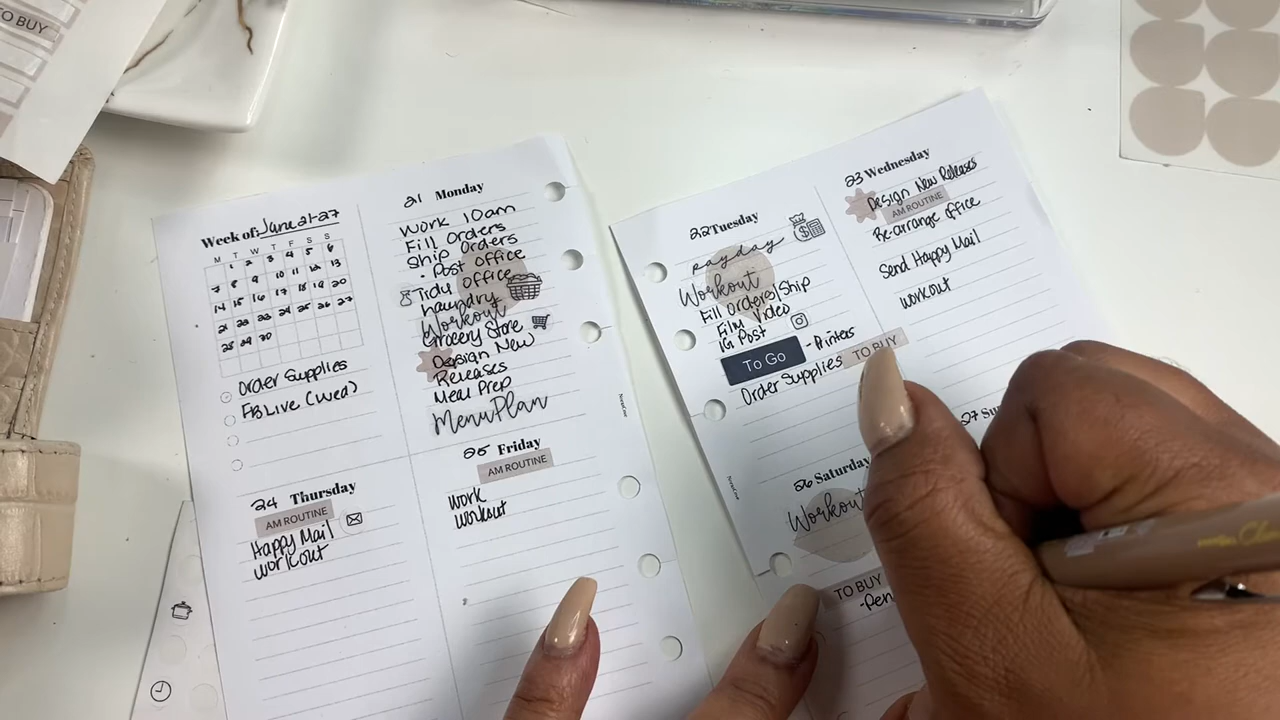 TO BUY
Week of: June 21-27
M T W T F S S
1 2 3 4 5 6
7 8 9 10 11 12 13
14 15 16 17 18 19 20
21 22 23 24 25 26 27
28 29 30
Order Supplies
FB Live (Wed)
21 Monday
Work 10am
Fill Orders
Ship Orders
- Post office
Tidy office
Laundry
Workout
Grocery Store
Design New
Releases
Meal Prep
Menu Plan
24 Thursday
AM ROUTINE
Happy Mail
workout
25 Friday
AM ROUTINE
Work
workout
22 Tuesday
payday
Workout
Fill Orders/Ship
Film Video
IG Post
To Go
- Printers
Order Supplies
TO BUY
23 Wednesday
Design New Releases
AM ROUTINE
Re-arrange office
Send Happy Mail
workout
26 Saturday
Workout
TO BUY
-Pen
27 Su